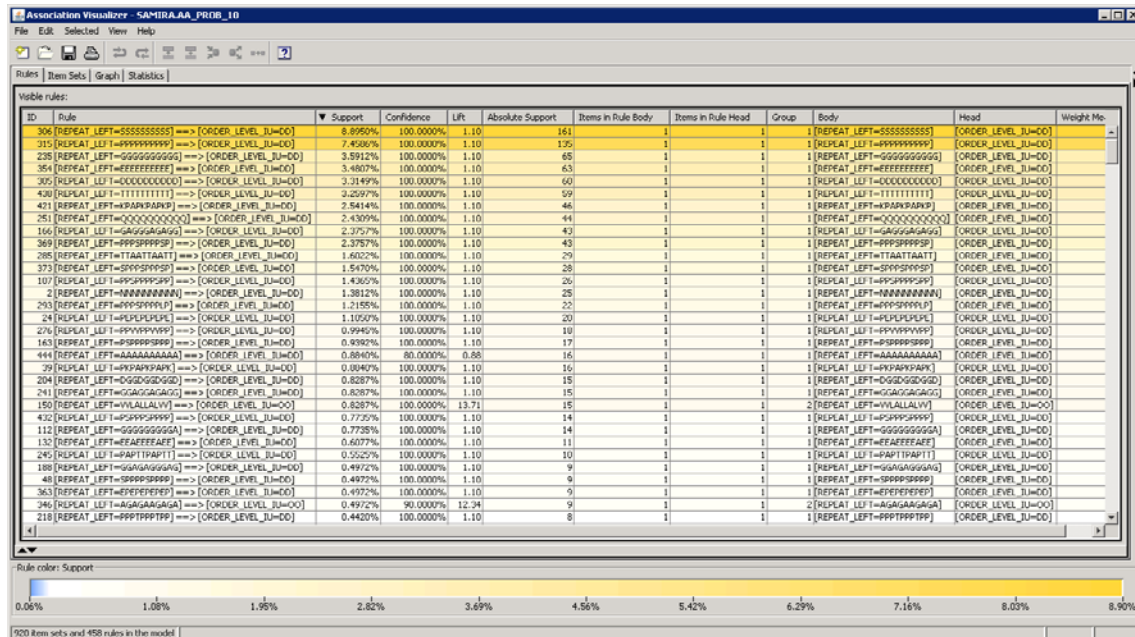 Association Visualizer - SAMIRA.AA_PROB_10
File Edit Selected View Help
Rules Item Sets Graph Statistics
Visible rules:
ID Rule ▼ Support Confidence Lift Absolute Support Items in Rule Body Items in Rule Head Group Body Head Weight Me
306 [REPEAT_LEFT=SSSSSSSSSS] ==> [ORDER_LEVEL_IU=DD] 8.8950% 100.0000% 1.10 161 1 1 1 [REPEAT_LEFT=SSSSSSSSSS] [ORDER_LEVEL_IU=DD]
315 [REPEAT_LEFT=PPPPPPPPPP] ==> [ORDER_LEVEL_IU=DD] 7.4586% 100.0000% 1.10 135 1 1 1 [REPEAT_LEFT=PPPPPPPPPP] [ORDER_LEVEL_IU=DD]
235 [REPEAT_LEFT=GGGGGGGGGG] ==> [ORDER_LEVEL_IU=DD] 3.5912% 100.0000% 1.10 65 1 1 1 [REPEAT_LEFT=GGGGGGGGGG] [ORDER_LEVEL_IU=DD]
354 [REPEAT_LEFT=EEEEEEEEEE] ==> [ORDER_LEVEL_IU=DD] 3.4807% 100.0000% 1.10 63 1 1 1 [REPEAT_LEFT=EEEEEEEEEE] [ORDER_LEVEL_IU=DD]
305 [REPEAT_LEFT=DDDDDDDDDD] ==> [ORDER_LEVEL_IU=DD] 3.3149% 100.0000% 1.10 60 1 1 1 [REPEAT_LEFT=DDDDDDDDDD] [ORDER_LEVEL_IU=DD]
430 [REPEAT_LEFT=TTTTTTTTTT] ==> [ORDER_LEVEL_IU=DD] 3.2597% 100.0000% 1.10 59 1 1 1 [REPEAT_LEFT=TTTTTTTTTT] [ORDER_LEVEL_IU=DD]
421 [REPEAT_LEFT=KPAPKPAPKP] ==> [ORDER_LEVEL_IU=DD] 2.5414% 100.0000% 1.10 46 1 1 1 [REPEAT_LEFT=KPAPKPAPKP] [ORDER_LEVEL_IU=DD]
251 [REPEAT_LEFT=QQQQQQQQQQ] ==> [ORDER_LEVEL_IU=DD] 2.4309% 100.0000% 1.10 44 1 1 1 [REPEAT_LEFT=QQQQQQQQQQ] [ORDER_LEVEL_IU=DD]
166 [REPEAT_LEFT=GAGGGAGAGG] ==> [ORDER_LEVEL_IU=DD] 2.3757% 100.0000% 1.10 43 1 1 1 [REPEAT_LEFT=GAGGGAGAGG] [ORDER_LEVEL_IU=DD]
369 [REPEAT_LEFT=PPPSPPPPSP] ==> [ORDER_LEVEL_IU=DD] 2.3757% 100.0000% 1.10 43 1 1 1 [REPEAT_LEFT=PPPSPPPPSP] [ORDER_LEVEL_IU=DD]
285 [REPEAT_LEFT=TTAATTAATT] ==> [ORDER_LEVEL_IU=DD] 1.6022% 100.0000% 1.10 29 1 1 1 [REPEAT_LEFT=TTAATTAATT] [ORDER_LEVEL_IU=DD]
373 [REPEAT_LEFT=SPPPSPPPSP] ==> [ORDER_LEVEL_IU=DD] 1.5470% 100.0000% 1.10 28 1 1 1 [REPEAT_LEFT=SPPPSPPPSP] [ORDER_LEVEL_IU=DD]
107 [REPEAT_LEFT=PPSPPPPSPP] ==> [ORDER_LEVEL_IU=DD] 1.4365% 100.0000% 1.10 26 1 1 1 [REPEAT_LEFT=PPSPPPPSPP] [ORDER_LEVEL_IU=DD]
2 [REPEAT_LEFT=NNNNNNNNNN] ==> [ORDER_LEVEL_IU=DD] 1.3812% 100.0000% 1.10 25 1 1 1 [REPEAT_LEFT=NNNNNNNNNN] [ORDER_LEVEL_IU=DD]
293 [REPEAT_LEFT=PPPSPPPPLP] ==> [ORDER_LEVEL_IU=DD] 1.2155% 100.0000% 1.10 22 1 1 1 [REPEAT_LEFT=PPPSPPPPLP] [ORDER_LEVEL_IU=DD]
24 [REPEAT_LEFT=PEPEPEPEPE] ==> [ORDER_LEVEL_IU=DD] 1.1050% 100.0000% 1.10 20 1 1 1 [REPEAT_LEFT=PEPEPEPEPE] [ORDER_LEVEL_IU=DD]
276 [REPEAT_LEFT=PPVVPPVVPP] ==> [ORDER_LEVEL_IU=DD] 0.9945% 100.0000% 1.10 18 1 1 1 [REPEAT_LEFT=PPVVPPVVPP] [ORDER_LEVEL_IU=DD]
163 [REPEAT_LEFT=PSPPPPSPPP] ==> [ORDER_LEVEL_IU=DD] 0.9392% 100.0000% 1.10 17 1 1 1 [REPEAT_LEFT=PSPPPPSPPP] [ORDER_LEVEL_IU=DD]
444 [REPEAT_LEFT=AAAAAAAAAA] ==> [ORDER_LEVEL_IU=DD] 0.8840% 80.0000% 0.88 16 1 1 1 [REPEAT_LEFT=AAAAAAAAAA] [ORDER_LEVEL_IU=DD]
39 [REPEAT_LEFT=PKPAPKPAPK] ==> [ORDER_LEVEL_IU=DD] 0.8840% 100.0000% 1.10 16 1 1 1 [REPEAT_LEFT=PKPAPKPAPK] [ORDER_LEVEL_IU=DD]
204 [REPEAT_LEFT=DGGDGGDGGD] ==> [ORDER_LEVEL_IU=DD] 0.8287% 100.0000% 1.10 15 1 1 1 [REPEAT_LEFT=DGGDGGDGGD] [ORDER_LEVEL_IU=DD]
241 [REPEAT_LEFT=GGAGGAGAGG] ==> [ORDER_LEVEL_IU=DD] 0.8287% 100.0000% 1.10 15 1 1 1 [REPEAT_LEFT=GGAGGAGAGG] [ORDER_LEVEL_IU=DD]
150 [REPEAT_LEFT=VVLALLALVV] ==> [ORDER_LEVEL_IU=OO] 0.8287% 100.0000% 13.71 15 1 1 2 [REPEAT_LEFT=VVLALLALVV] [ORDER_LEVEL_IU=OO]
432 [REPEAT_LEFT=PSPPPSPPPP] ==> [ORDER_LEVEL_IU=DD] 0.7735% 100.0000% 1.10 14 1 1 1 [REPEAT_LEFT=PSPPPSPPPP] [ORDER_LEVEL_IU=DD]
112 [REPEAT_LEFT=GGGGGGGGGA] ==> [ORDER_LEVEL_IU=DD] 0.7735% 100.0000% 1.10 14 1 1 1 [REPEAT_LEFT=GGGGGGGGGA] [ORDER_LEVEL_IU=DD]
132 [REPEAT_LEFT=EEAEEEEAEE] ==> [ORDER_LEVEL_IU=DD] 0.6077% 100.0000% 1.10 11 1 1 1 [REPEAT_LEFT=EEAEEEEAEE] [ORDER_LEVEL_IU=DD]
245 [REPEAT_LEFT=PAPTTPAPTT] ==> [ORDER_LEVEL_IU=DD] 0.5525% 100.0000% 1.10 10 1 1 1 [REPEAT_LEFT=PAPTTPAPTT] [ORDER_LEVEL_IU=DD]
188 [REPEAT_LEFT=GGAGAGGGAG] ==> [ORDER_LEVEL_IU=DD] 0.4972% 100.0000% 1.10 9 1 1 1 [REPEAT_LEFT=GGAGAGGGAG] [ORDER_LEVEL_IU=DD]
48 [REPEAT_LEFT=SPPPPSPPPP] ==> [ORDER_LEVEL_IU=DD] 0.4972% 100.0000% 1.10 9 1 1 1 [REPEAT_LEFT=SPPPPSPPPP] [ORDER_LEVEL_IU=DD]
363 [REPEAT_LEFT=EPEPEPEPEP] ==> [ORDER_LEVEL_IU=DD] 0.4972% 100.0000% 1.10 9 1 1 1 [REPEAT_LEFT=EPEPEPEPEP] [ORDER_LEVEL_IU=DD]
346 [REPEAT_LEFT=AGAGAAGAGA] ==> [ORDER_LEVEL_IU=OO] 0.4972% 90.0000% 12.34 9 1 1 2 [REPEAT_LEFT=AGAGAAGAGA] [ORDER_LEVEL_IU=OO]
218 [REPEAT_LEFT=PPPTPPPTPP] ==> [ORDER_LEVEL_IU=DD] 0.4420% 100.0000% 1.10 8 1 1 1 [REPEAT_LEFT=PPPTPPPTPP] [ORDER_LEVEL_IU=DD]
Rule color: Support
0.06% 1.08% 1.95% 2.82% 3.69% 4.56% 5.42% 6.29% 7.16% 8.03% 8.90%
920 item sets and 458 rules in the model